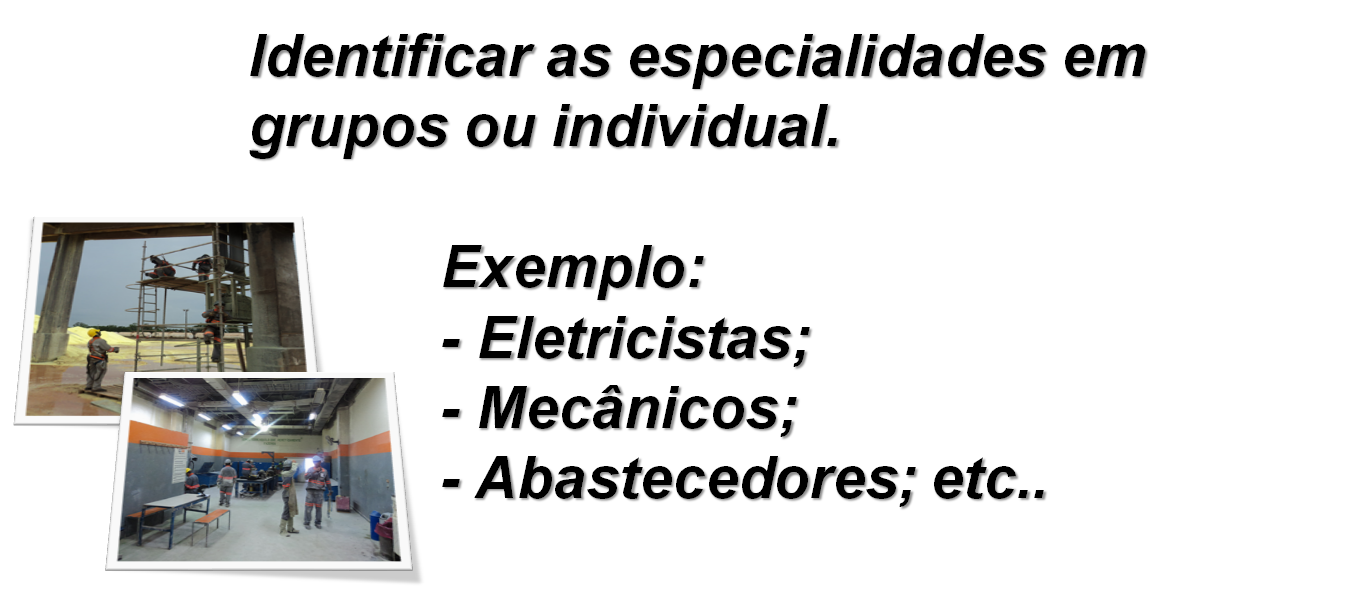 Identificar as especialidades em
grupos ou individual.
Exemplo:
- Eletricistas;
- Mecânicos;
- Abastecedores; etc..